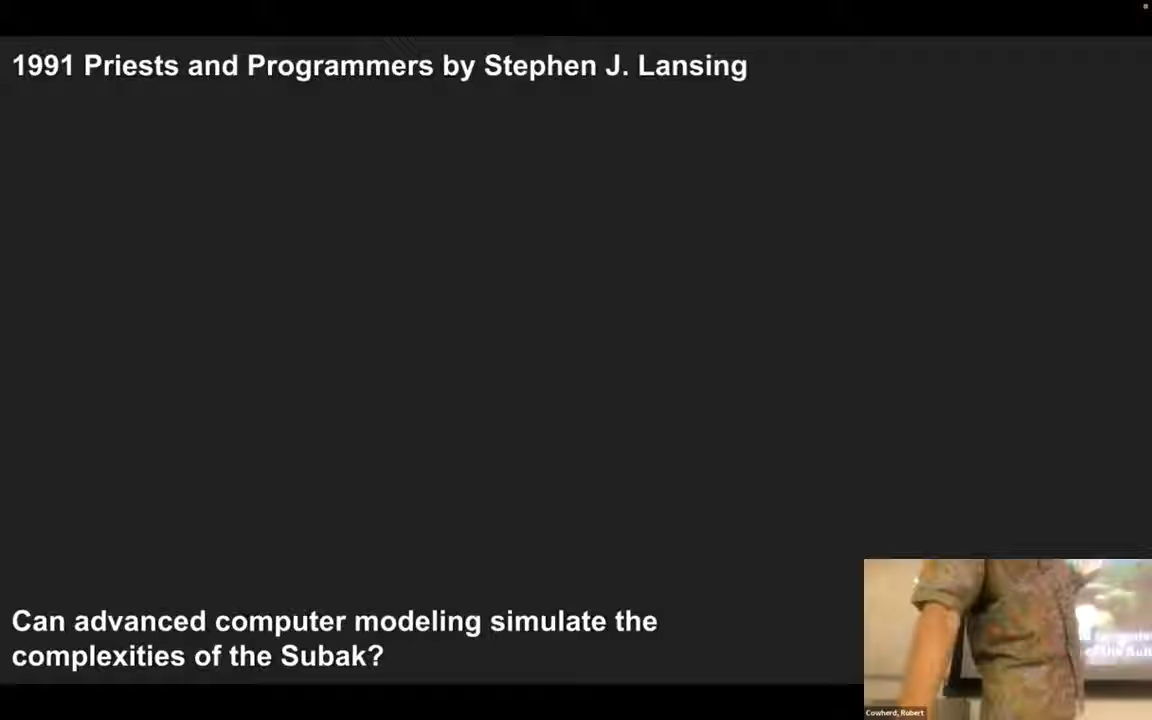 1991 Priests and Programmers by Stephen J. Lansing
Can advanced computer modeling simulate the
complexities of the Subak?
Cowherd, Robert